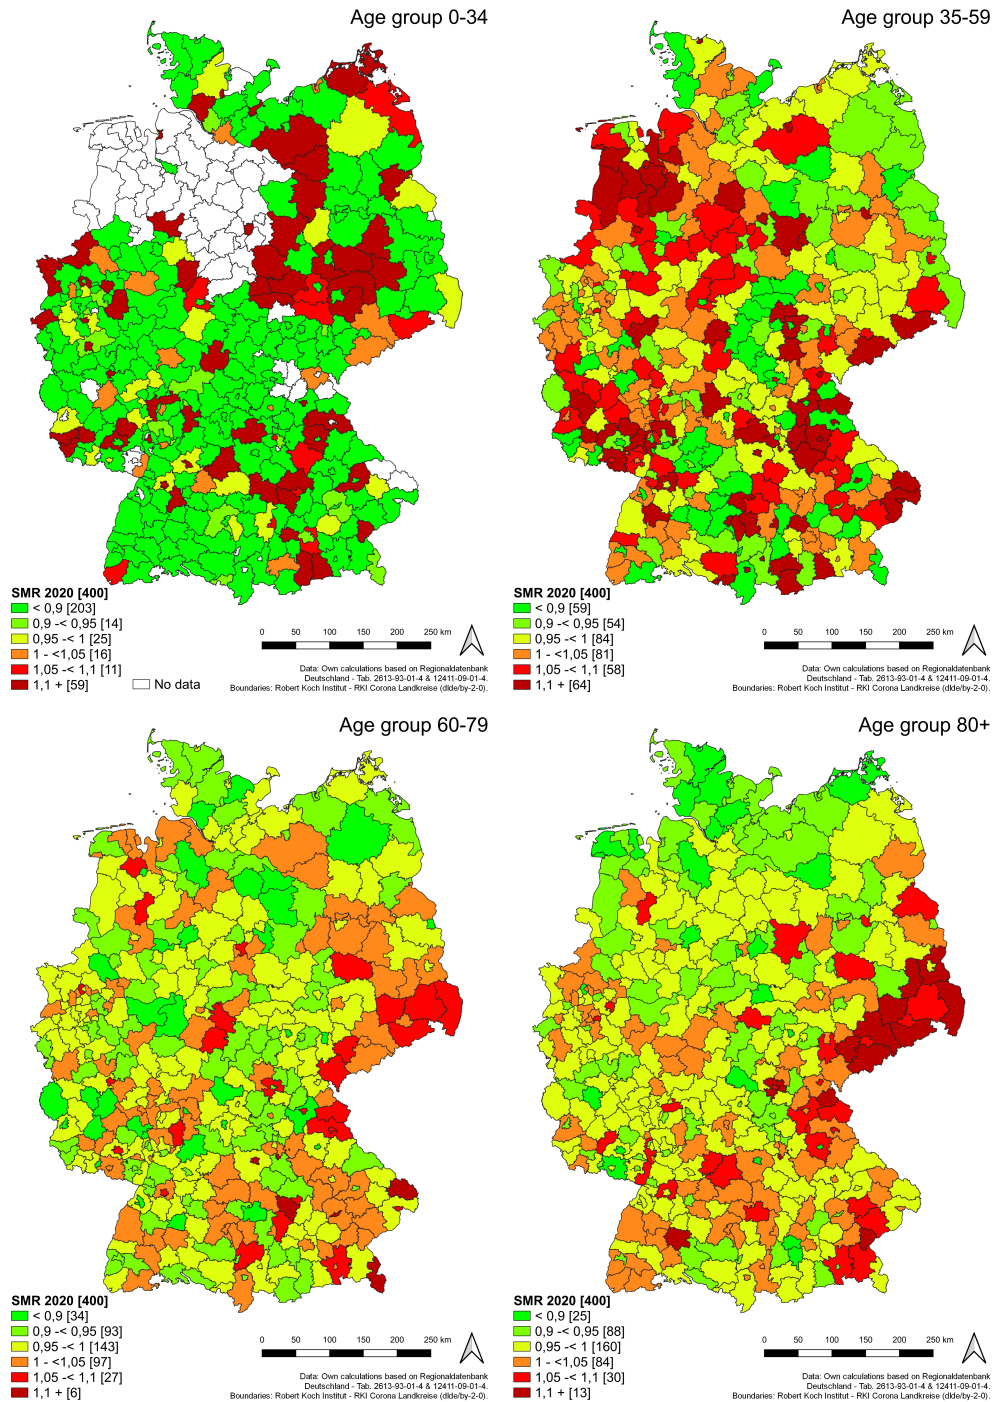 Age group 0-34
SMR 2020 [400]
< 0,9 [203]
0,9 -< 0,95 [14]
0,95 -< 1 [25]
1 - <1,05 [16]
1,05 -< 1,1 [11]
1,1 + [59]
No data
0 50 100 150 200 250 km
Data: Own calculations based on Regionaldatenbank
Deutschland - Tab. 2613-93-01-4 & 12411-09-01-4.
Boundaries: Robert Koch Institut - RKI Corona Landkreise (dlde/by-2-0).
Age group 35-59
SMR 2020 [400]
< 0,9 [59]
0,9 -< 0,95 [54]
0,95 -< 1 [84]
1 - <1,05 [81]
1,05 -< 1,1 [58]
1,1 + [64]
0 50 100 150 200 250 km
Data: Own calculations based on Regionaldatenbank
Deutschland - Tab. 2613-93-01-4 & 12411-09-01-4.
Boundaries: Robert Koch Institut - RKI Corona Landkreise (dlde/by-2-0).
Age group 60-79
SMR 2020 [400]
< 0,9 [34]
0,9 -< 0,95 [93]
0,95 -< 1 [143]
1 - <1,05 [97]
1,05 -< 1,1 [27]
1,1 + [6]
0 50 100 150 200 250 km
Data: Own calculations based on Regionaldatenbank
Deutschland - Tab. 2613-93-01-4 & 12411-09-01-4.
Boundaries: Robert Koch Institut - RKI Corona Landkreise (dlde/by-2-0).
Age group 80+
SMR 2020 [400]
< 0,9 [25]
0,9 -< 0,95 [88]
0,95 -< 1 [160]
1 - <1,05 [84]
1,05 -< 1,1 [30]
1,1 + [13]
0 50 100 150 200 250 km
Data: Own calculations based on Regionaldatenbank
Deutschland - Tab. 2613-93-01-4 & 12411-09-01-4.
Boundaries: Robert Koch Institut - RKI Corona Landkreise (dlde/by-2-0).